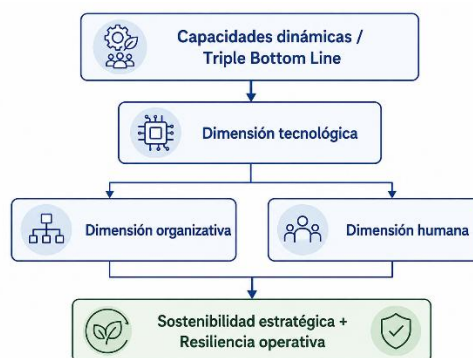 Capacidades dinámicas /
Triple Bottom Line
Dimensión tecnológica
Dimensión organizativa
Dimensión humana
Sostenibilidad estratégica +
Resiliencia operativa